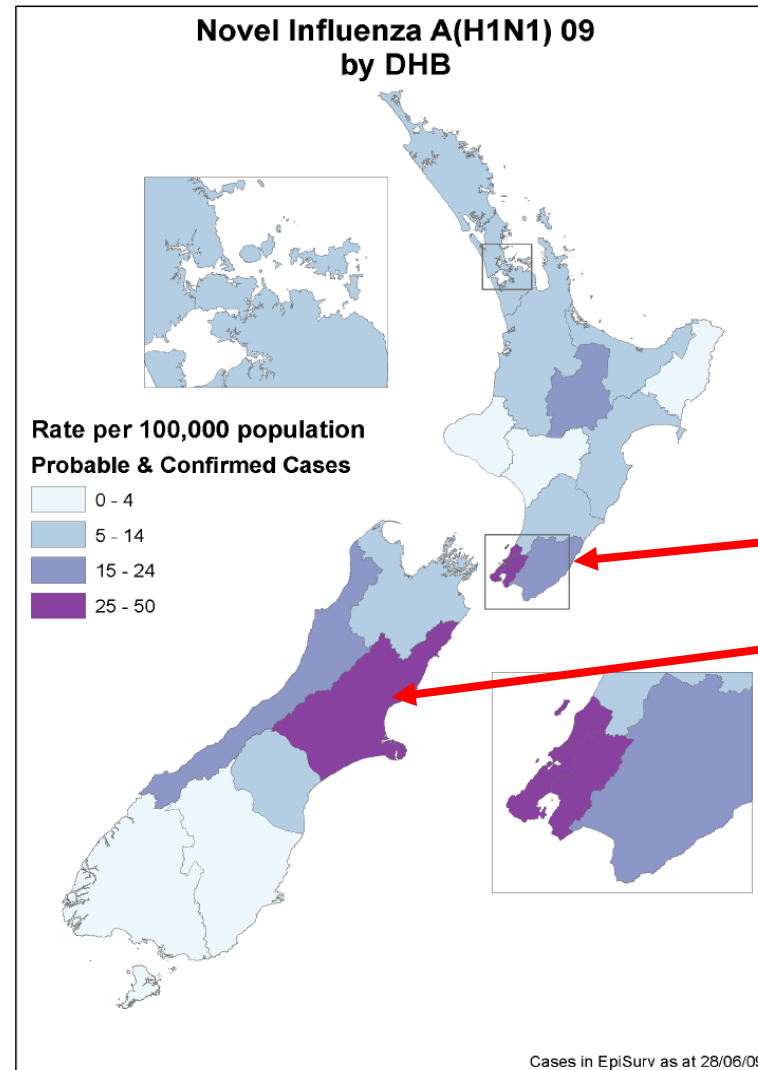 Novel Influenza A(H1N1) 09
by DHB
Rate per 100,000 population
Probable & Confirmed Cases
0 - 4
5 - 14
15 - 24
25 - 50
Cases in EpiSurv as at 28/06/09